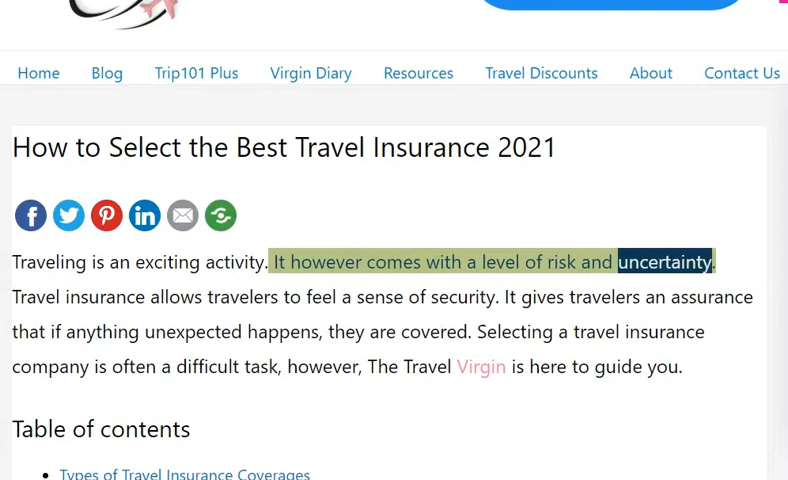 Home Blog Trip101 Plus Virgin Diary Resources Travel Discounts About Contact Us
How to Select the Best Travel Insurance 2021
Traveling is an exciting activity. It however comes with a level of risk and uncertainty.
Travel insurance allows travelers to feel a sense of security. It gives travelers an assurance
that if anything unexpected happens, they are covered. Selecting a travel insurance
company is often a difficult task, however, The Travel Virgin is here to guide you.
Table of contents
Types of Travel Insurance Coverages